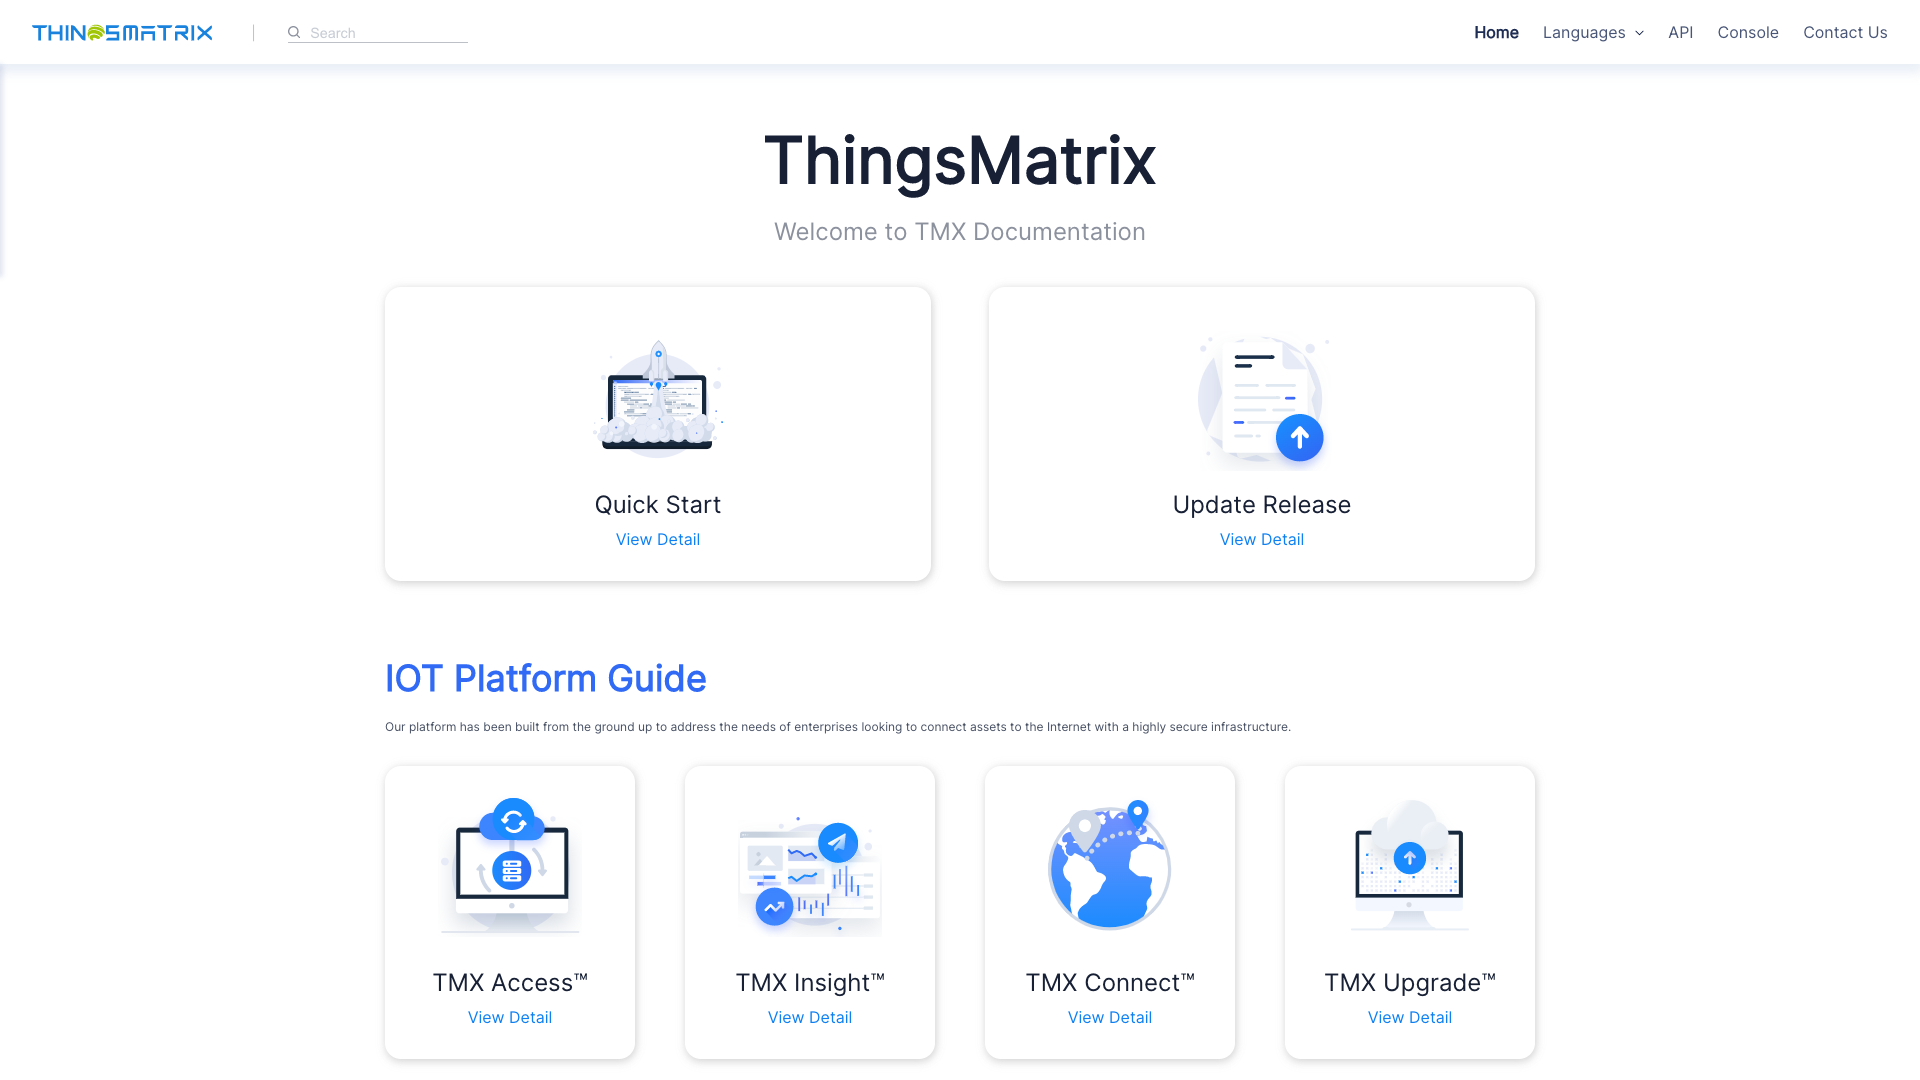 THINGSMATRIX
Search
Home
Languages
API
Console
Contact Us
ThingsMatrix
Welcome to TMX Documentation
Quick Start
View Detail
Update Release
View Detail
IOT Platform Guide
Our platform has been built from the ground up to address the needs of enterprises looking to connect assets to the Internet with a highly secure infrastructure.
TMX Access™
View Detail
TMX Insight™
View Detail
TMX Connect™
View Detail
TMX Upgrade™
View Detail